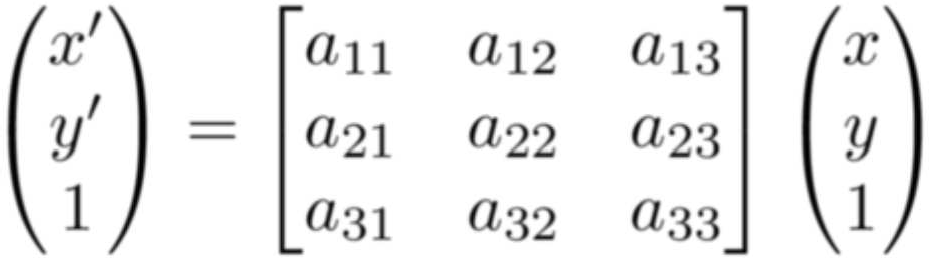 x′ a₁₁ a₁₂ a₁₃ x
y′ = a₂₁ a₂₂ a₂₃ y
1 a₃₁ a₃₂ a₃₃ 1